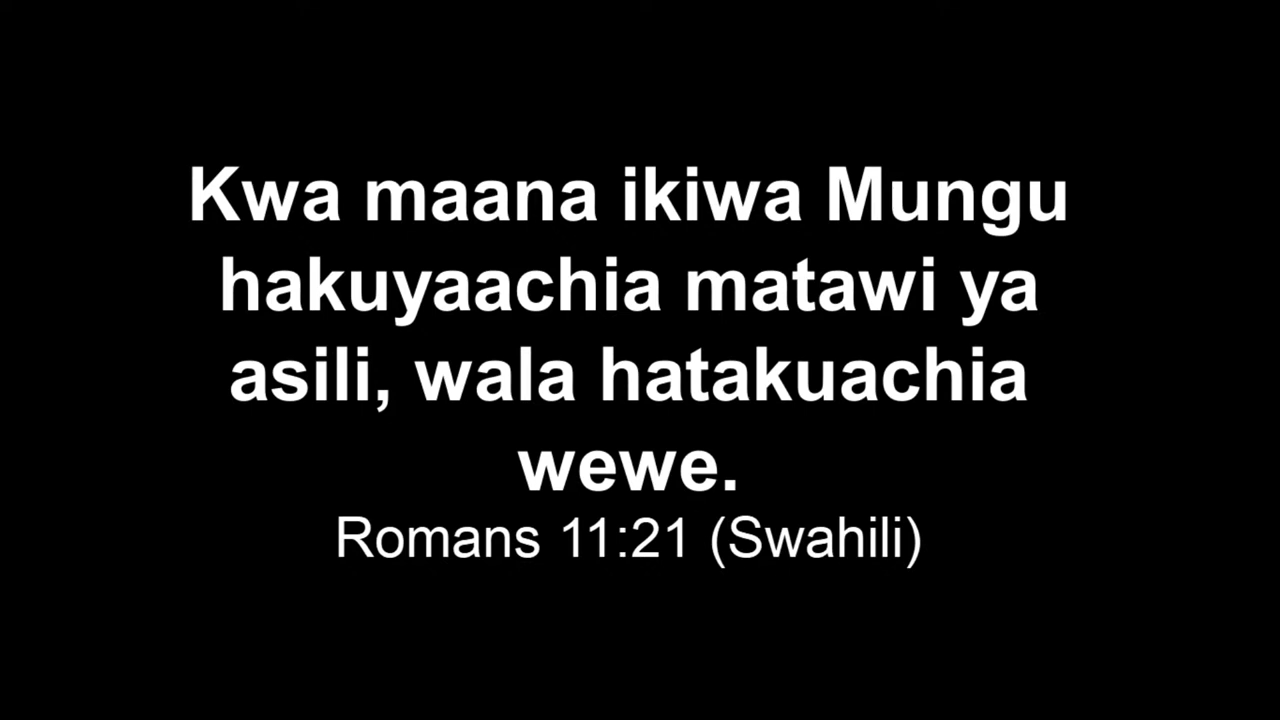 Kwa maana ikiwa Mungu
hakuyaachia matawi ya
asili, wala hatakuachia
wewe.
Romans 11:21 (Swahili)